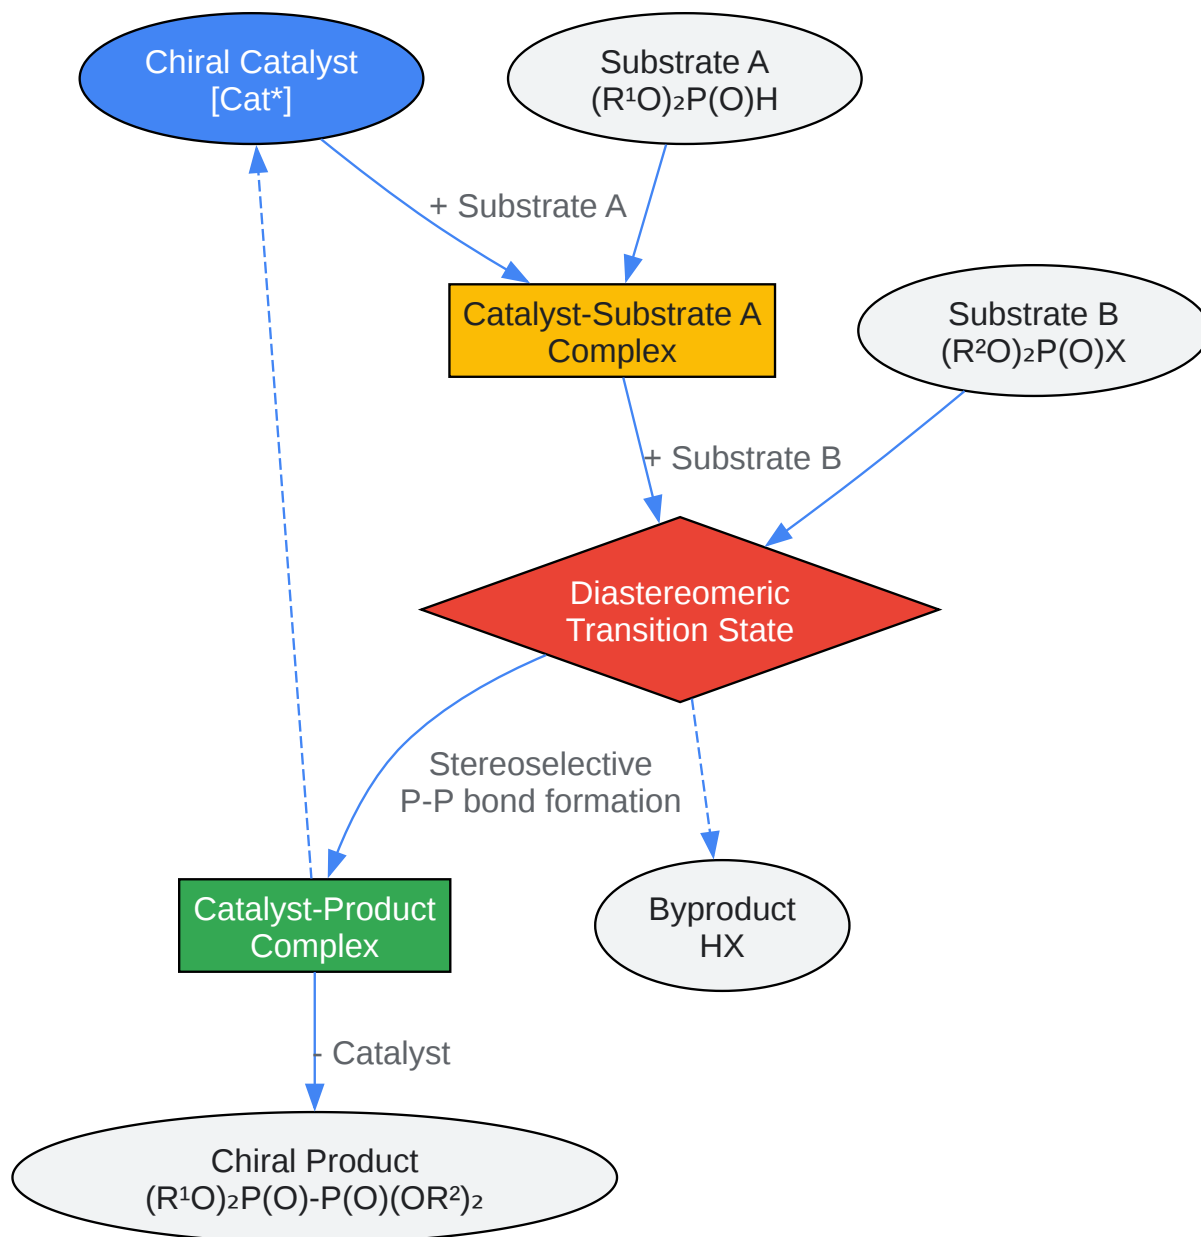 Chiral Catalyst
[Cat*]
Substrate A
(R¹O)₂P(O)H
+ Substrate A
Catalyst-Substrate A
Complex
Substrate B
(R²O)₂P(O)X
+ Substrate B
Diastereomeric
Transition State
Stereoselective
P-P bond formation
Catalyst-Product
Complex
Byproduct
HX
- Catalyst
Chiral Product
(R¹O)₂P(O)-P(O)(OR²)₂